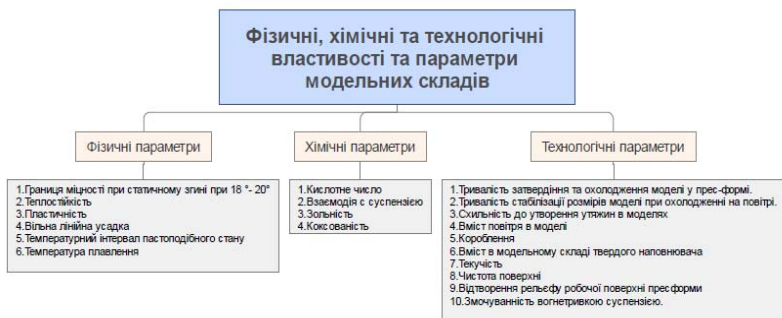 Фізичні, хімічні та технологічні
властивості та параметри
модельних складів
Фізичні параметри
Хімічні параметри
Технологічні параметри
1.Границя міцності при статичному згині при 18 °- 20°
2.Теплостійкість
3.Пластичність
4.Вільна лінійна усадка
5.Температурний інтервал пастоподібного стану
6.Температура плавлення
1.Кислотне число
2.Взаємодія с суспензією
3.Зольність
4.Коксованість
1.Тривалість затвердіння та охолодження моделі у прес-формі.
2.Тривалість стабілізації розмірів моделі при охолодженні на повітрі.
3.Схильність до утворення утяжин в моделях
4.Вміст повітря в моделі
5.Короблення
6.Вміст в модельному складі твердого наповнювача
7.Текучість
8.Чистота поверхні
9.Відтворення рельєфу робочої поверхні пресформи
10.Змочуванність вогнетривкою суспензією.